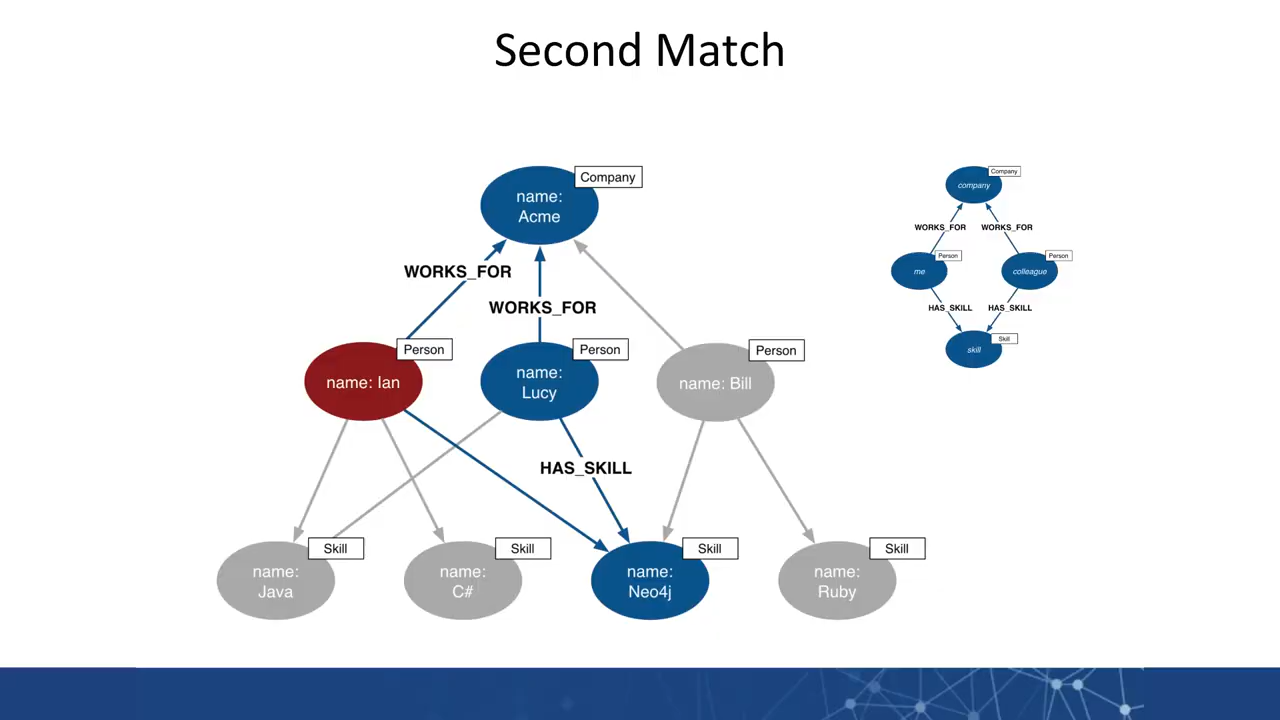 Second Match
Company
name:
Acme
WORKS_FOR
WORKS_FOR
Person
Person
Person
name: Ian
name:
Lucy
name: Bill
HAS_SKILL
Skill
Skill
Skill
Skill
name:
Java
name:
C#
name:
Neo4j
name:
Ruby
Company
company
WORKS_FOR
WORKS_FOR
Person
Person
me
colleague
HAS_SKILL
HAS_SKILL
Skill
skill